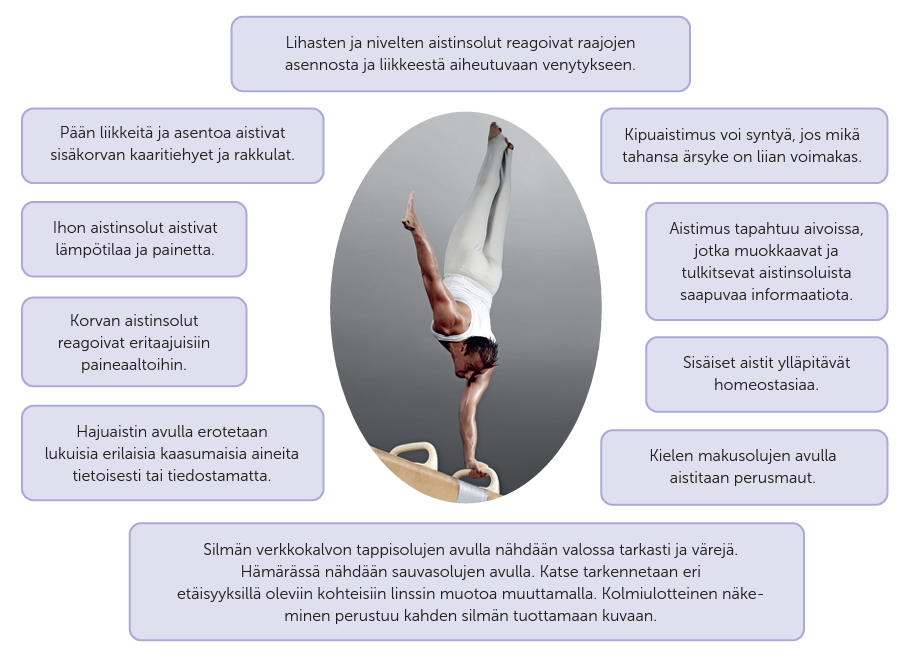 Lihasten ja nivelten aistinsolut reagoivat raajojen
asennosta ja liikkeestä aiheutuvaan venytykseen.
Pään liikkeitä ja asentoa aistivat
sisäkorvan kaaritiehyet ja rakkulat.
Kipuaistimus voi syntyä, jos mikä
tahansa ärsyke on liian voimakas.
Ihon aistinsolut aistivat
lämpötilaa ja painetta.
Aistimus tapahtuu aivoissa,
jotka muokkaavat ja
tulkitsevat aistinsoluista
saapuvaa informaatiota.
Korvan aistinsolut
reagoivat eritaajuisiin
paineaaltoihin.
Sisäiset aistit ylläpitävät
homeostasiaa.
Hajuaistin avulla erotetaan
lukuisia erilaisia kaasumaisia aineita
tietoisesti tai tiedostamatta.
Kielen makusolujen avulla
aistitaan perusmaut.
Silmän verkkokalvon tappisolujen avulla nähdään valossa tarkasti ja värejä.
Hämärässä nähdään sauvasolujen avulla. Katse tarkennetaan eri
etäisyyksillä oleviin kohteisiin linssin muotoa muuttamalla. Kolmiulotteinen näke-
minen perustuu kahden silmän tuottamaan kuvaan.